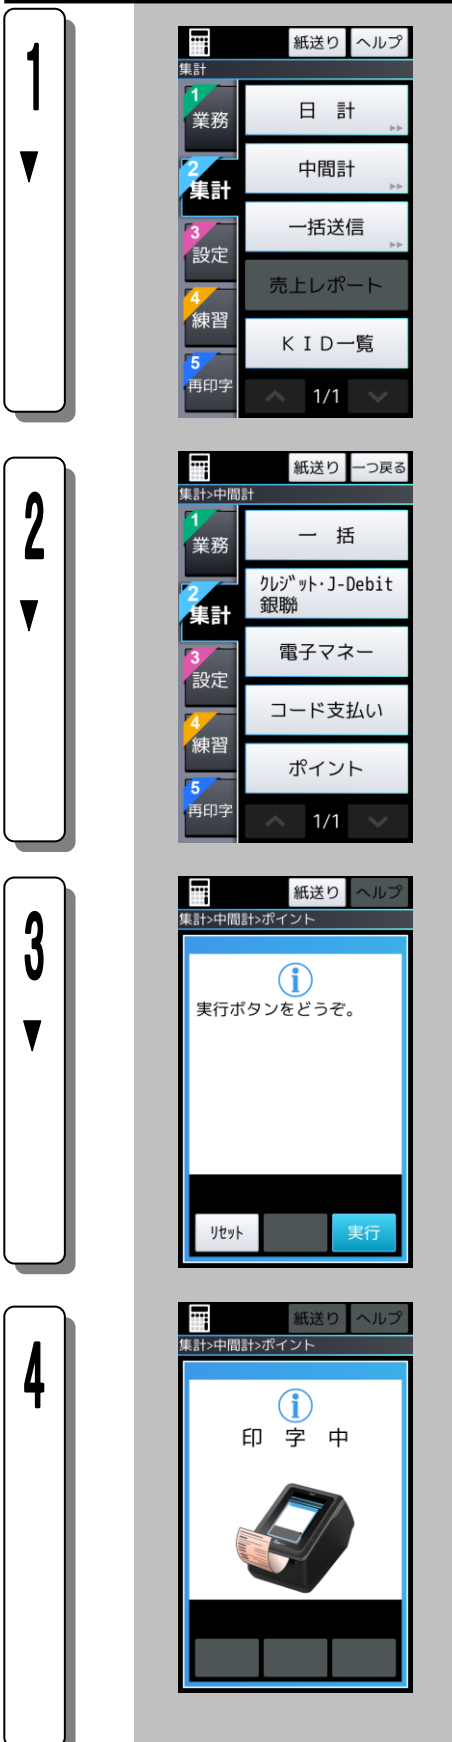 1
紙送り ヘルプ
集計
1
業務
日 計
2
集計
中間計
3
設定
一括送信
4
練習
売上レポート
5
再印字
ＫＩＤ一覧
1/1
2
紙送り 一つ戻る
集計>中間計
1
業務
一 括
2
集計
ｸﾚｼﾞｯﾄ･J-Debit
銀聯
3
設定
電子マネー
4
練習
コード支払い
5
再印字
ポイント
1/1
3
紙送り ヘルプ
集計>中間計>ポイント
実行ボタンをどうぞ。
ﾘｾｯﾄ 実行
4
紙送り ヘルプ
集計>中間計>ポイント
印 字 中